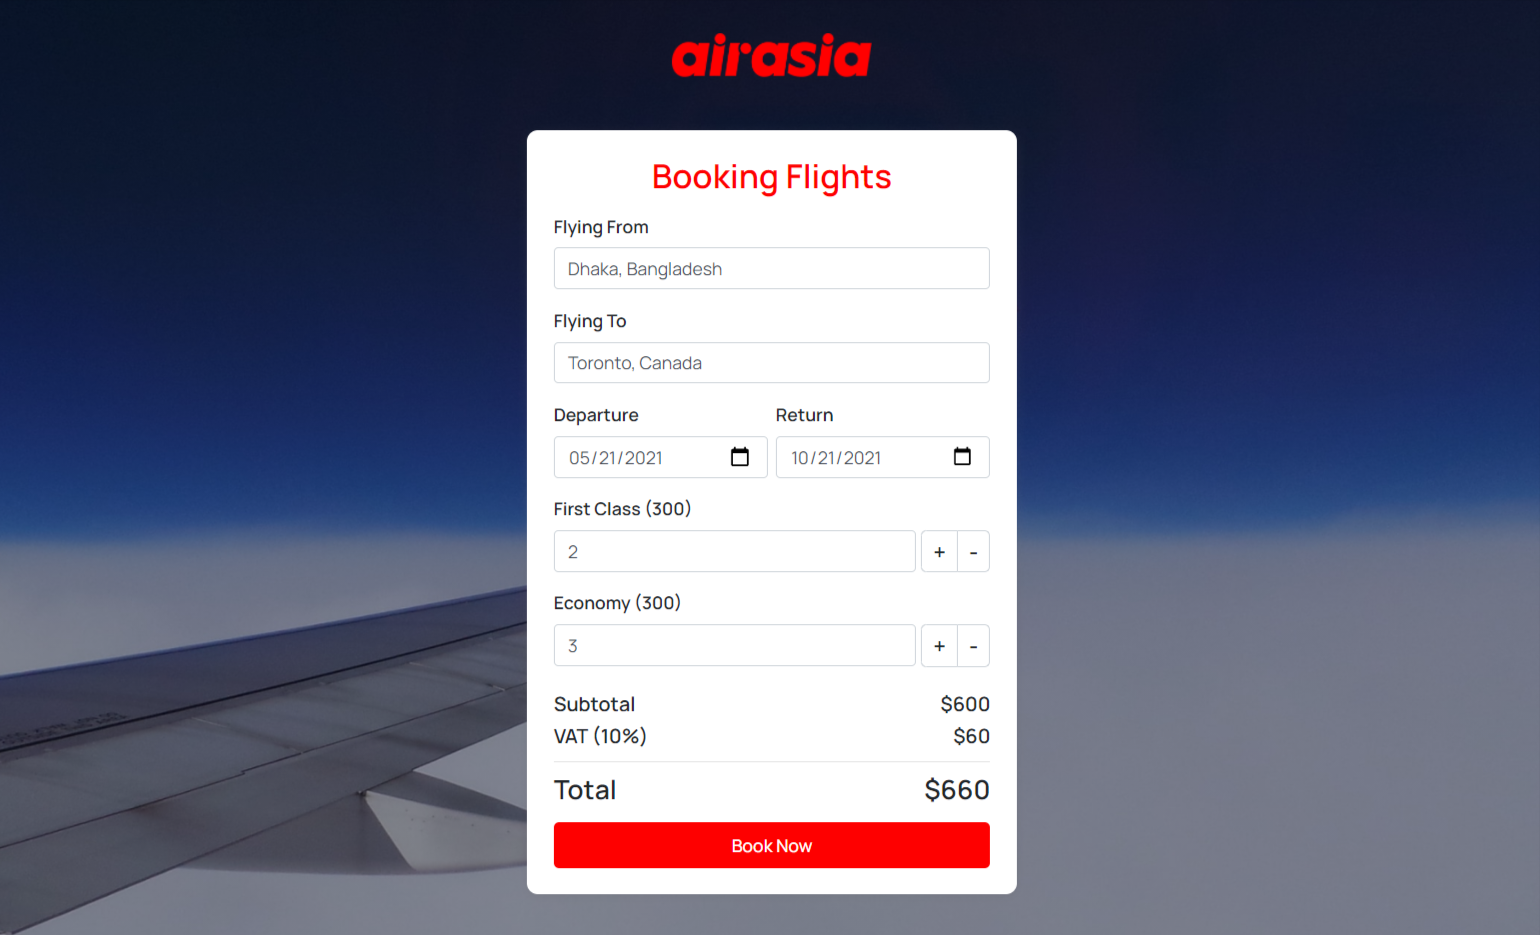 airasia
Booking Flights
Flying From
Dhaka, Bangladesh
Flying To
Toronto, Canada
Departure Return
05/21/2021 10/21/2021
First Class (300)
2 + -
Economy (300)
3 + -
Subtotal $600
VAT (10%) $60
Total $660
Book Now